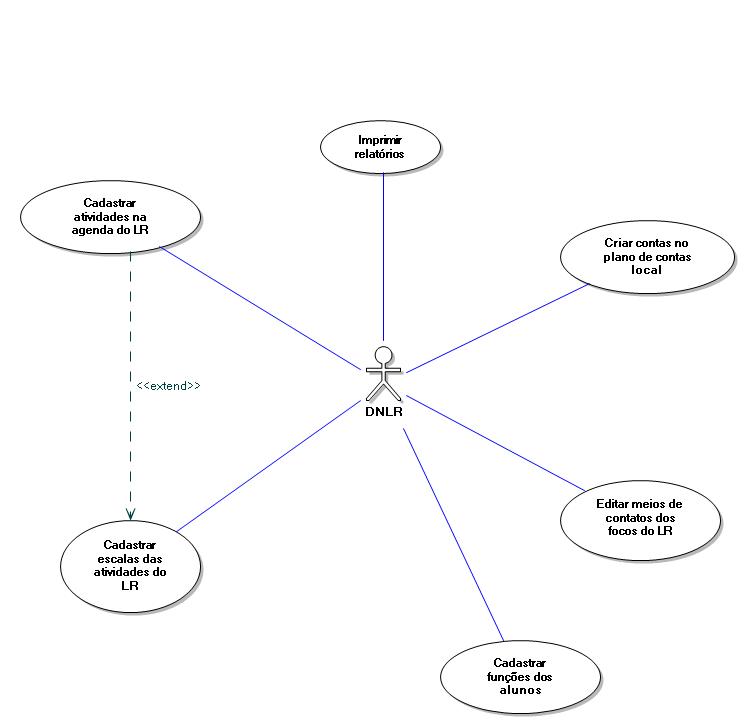 Imprimir
relatórios
Cadastrar
atividades na
agenda do LR
Criar contas no
plano de contas
local
<<extend>>
DNLR
Editar meios de
contatos dos
focos do LR
Cadastrar
escalas das
atividades do
LR
Cadastrar
funções dos
alunos